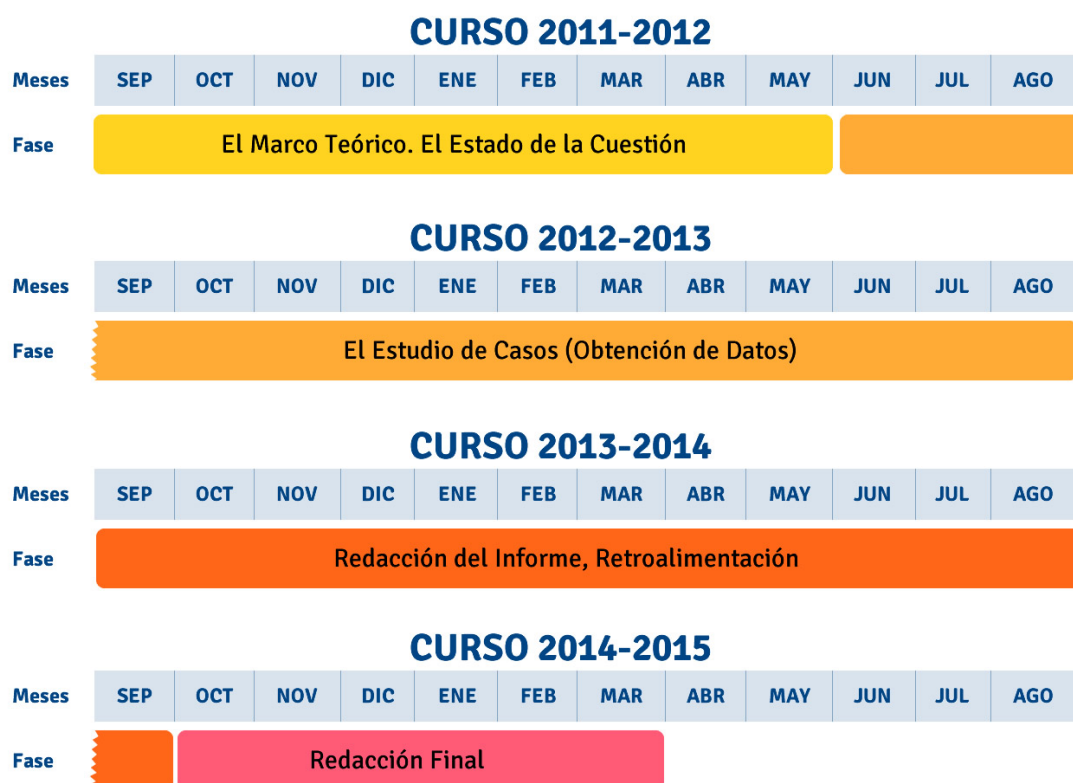 CURSO 2011-2012
Meses SEP OCT NOV DIC ENE FEB MAR ABR MAY JUN JUL AGO
Fase El Marco Teórico. El Estado de la Cuestión
CURSO 2012-2013
Meses SEP OCT NOV DIC ENE FEB MAR ABR MAY JUN JUL AGO
Fase El Estudio de Casos (Obtención de Datos)
CURSO 2013-2014
Meses SEP OCT NOV DIC ENE FEB MAR ABR MAY JUN JUL AGO
Fase Redacción del Informe, Retroalimentación
CURSO 2014-2015
Meses SEP OCT NOV DIC ENE FEB MAR ABR MAY JUN JUL AGO
Fase Redacción Final